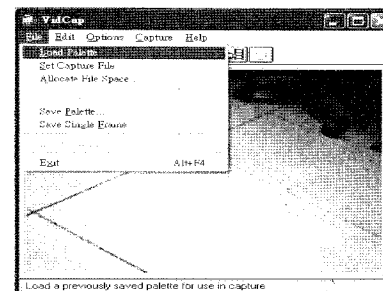 VidCap
File Edit Options Capture Help
Load Palette
Set Capture File
Allocate File Space...
Save Palette...
Save Single Frame
Exit Alt+F4
Load a previously saved palette for use in capture